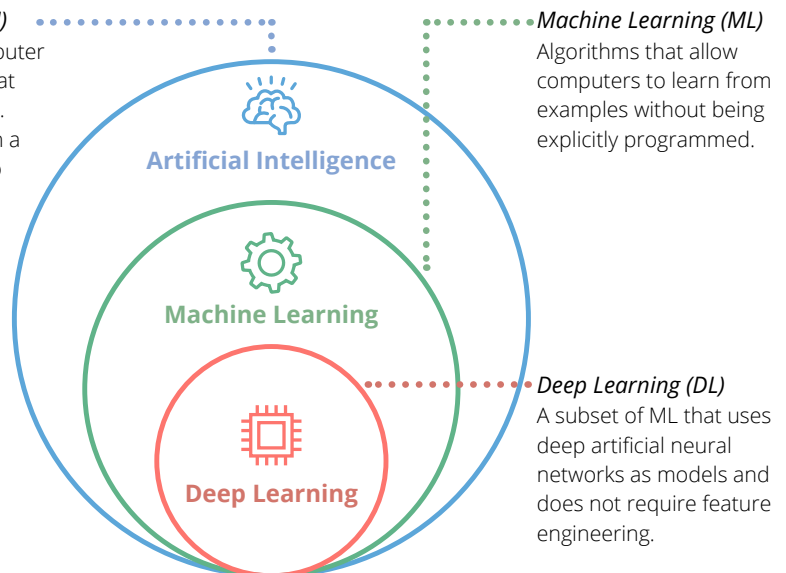 puter
at
.
a
Artificial Intelligence
Machine Learning
Deep Learning
Machine Learning (ML)
Algorithms that allow
computers to learn from
examples without being
explicitly programmed.
Deep Learning (DL)
A subset of ML that uses
deep artificial neural
networks as models and
does not require feature
engineering.